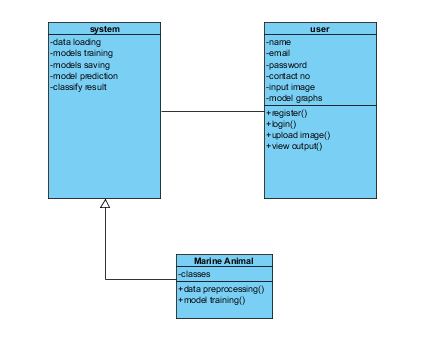 system
-data loading
-models training
-models saving
-model prediction
-classify result
user
-name
-email
-password
-contact no
-input image
-model graphs
+register()
+login()
+upload image()
+view output()
Marine Animal
-classes
+data preprocessing()
+model training()